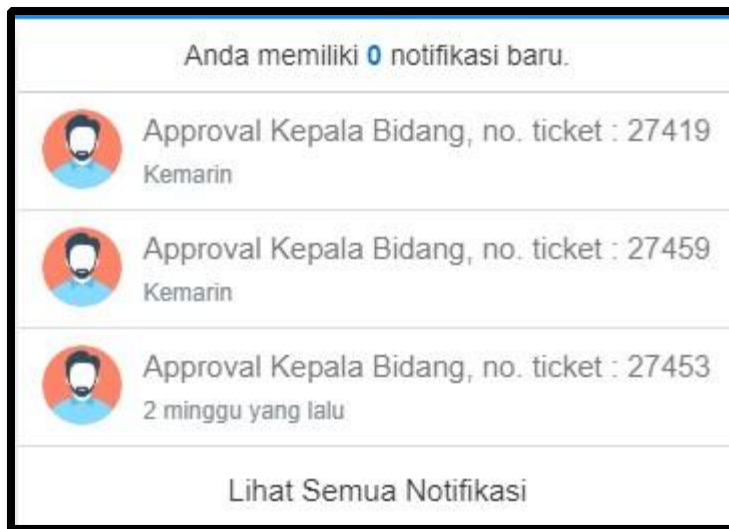 Anda memiliki 0 notifikasi baru.
Approval Kepala Bidang, no. ticket : 27419
Kemarin
Approval Kepala Bidang, no. ticket : 27459
Kemarin
Approval Kepala Bidang, no. ticket : 27453
2 minggu yang lalu
Lihat Semua Notifikasi